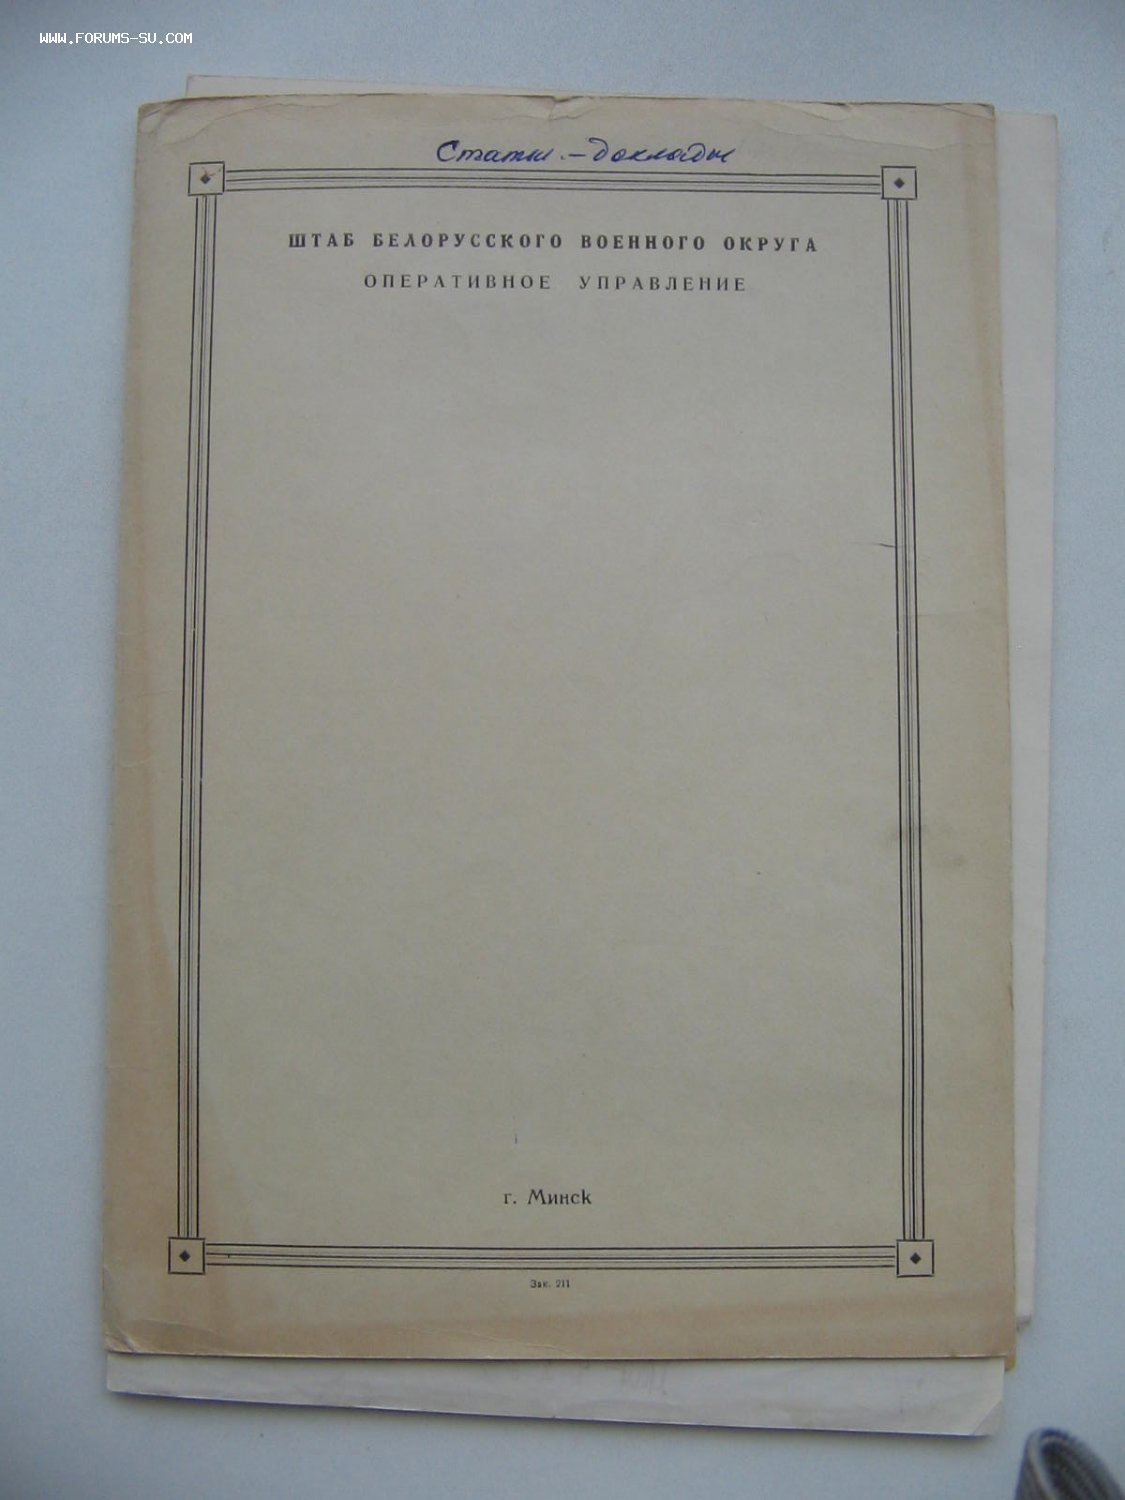 WWW.FORUMS-SU.COM
Статьи - доклады
ШТАБ БЕЛОРУССКОГО ВОЕННОГО ОКРУГА
ОПЕРАТИВНОЕ УПРАВЛЕНИЕ
г. Минск
Зак. 211